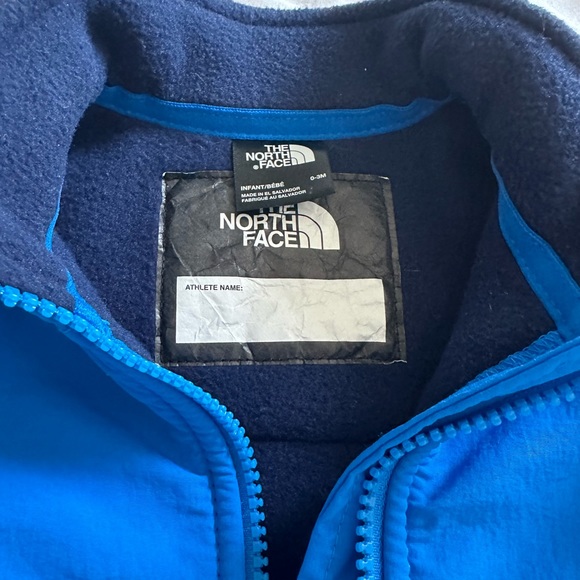 THE
NORTH
FACE
0-3M
INFANT/BÉBÉ
MADE IN EL SALVADOR
FABRIQUÉ AU SALVADOR
THE
NORTH
FACE
ATHLETE NAME: